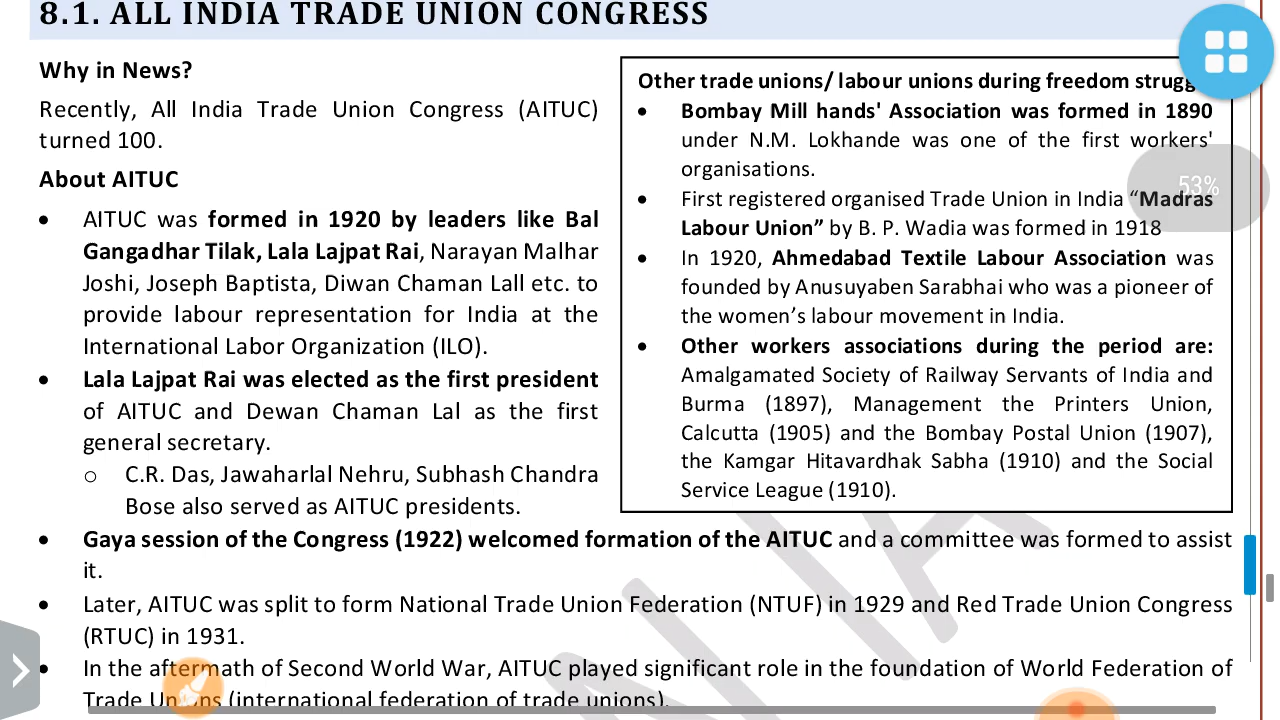 8.1. ALL INDIA TRADE UNION CONGRESS
Why in News?
Recently, All India Trade Union Congress (AITUC)
turned 100.
About AITUC
• AITUC was formed in 1920 by leaders like Bal
Gangadhar Tilak, Lala Lajpat Rai, Narayan Malhar
Joshi, Joseph Baptista, Diwan Chaman Lall etc. to
provide labour representation for India at the
International Labor Organization (ILO).
• Lala Lajpat Rai was elected as the first president
of AITUC and Dewan Chaman Lal as the first
general secretary.
o C.R. Das, Jawaharlal Nehru, Subhash Chandra
Bose also served as AITUC presidents.
Other trade unions/ labour unions during freedom
• Bombay Mill hands' Association was formed in 1890
under N.M. Lokhande was one of the first workers'
organisations.
• First registered organised Trade Union in India “Madras
Labour Union” by B. P. Wadia was formed in 1918
• In 1920, Ahmedabad Textile Labour Association was
founded by Anusuyaben Sarabhai who was a pioneer of
the women’s labour movement in India.
• Other workers associations during the period are:
Amalgamated Society of Railway Servants of India and
Burma (1897), Management the Printers Union,
Calcutta (1905) and the Bombay Postal Union (1907),
the Kamgar Hitavardhak Sabha (1910) and the Social
Service League (1910).
53%
• Gaya session of the Congress (1922) welcomed formation of the AITUC and a committee was formed to assist
it.
• Later, AITUC was split to form National Trade Union Federation (NTUF) in 1929 and Red Trade Union Congress
(RTUC) in 1931.
• In the aftermath of Second World War, AITUC played significant role in the foundation of World Federation of
Trade Unions (international federation of trade unions).